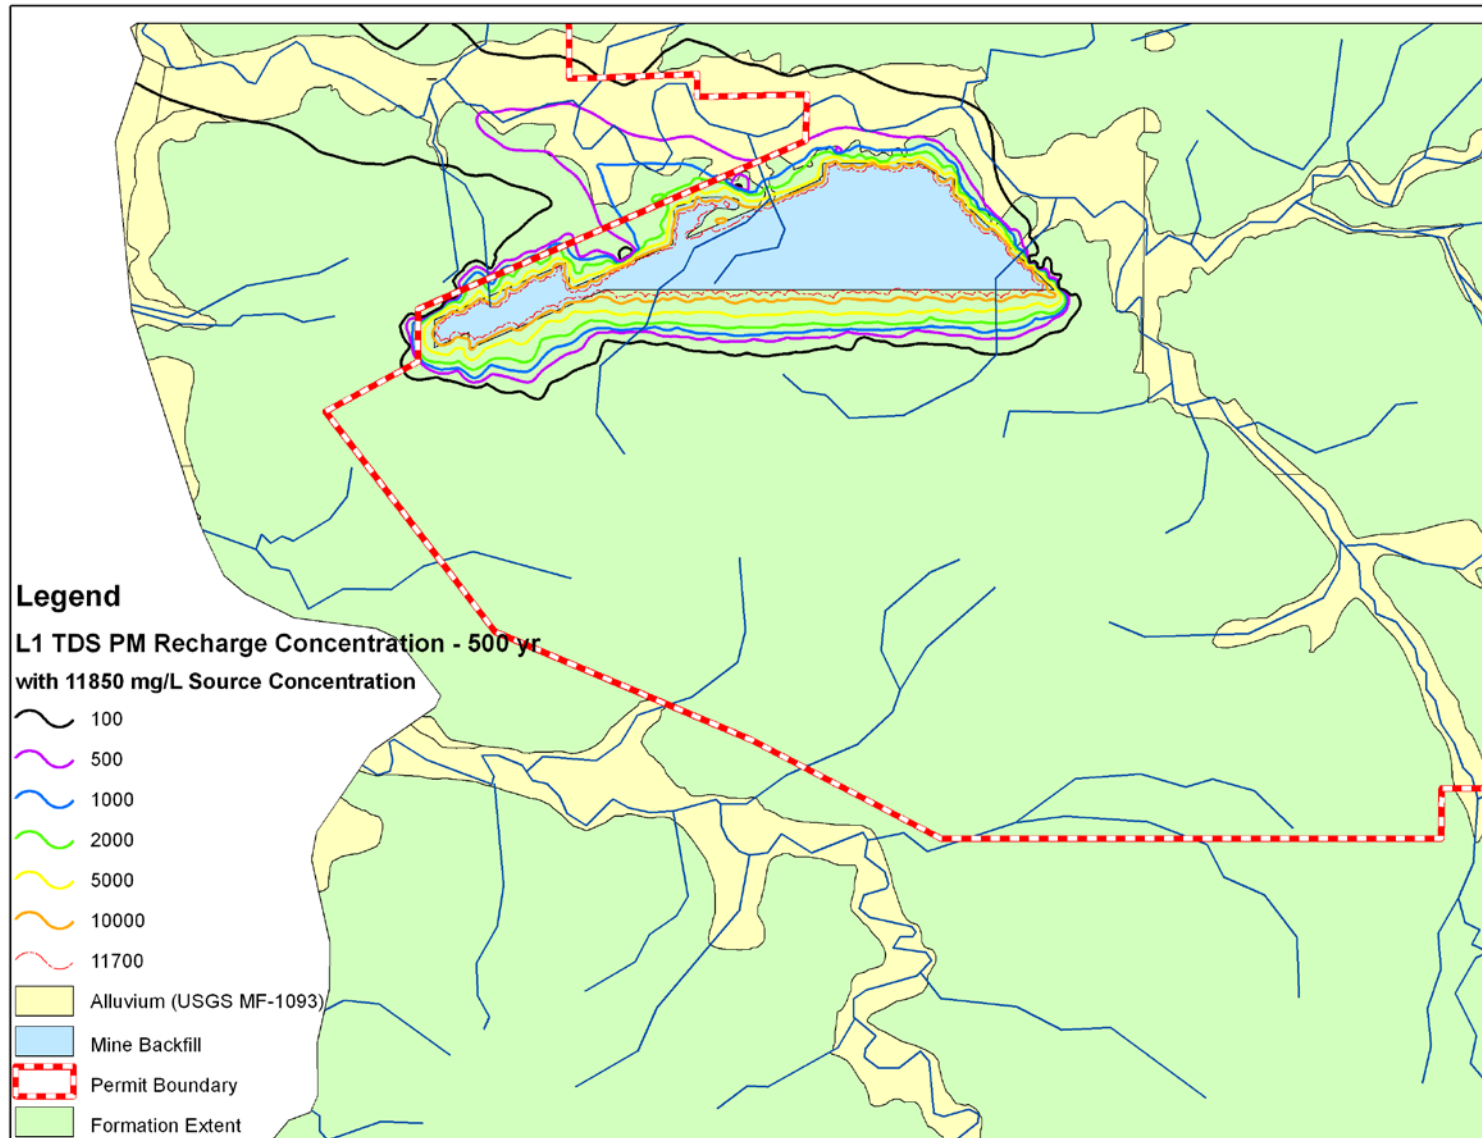 Legend
L1 TDS PM Recharge Concentration - 500 yr
with 11850 mg/L Source Concentration
100
500
1000
2000
5000
10000
11700
Alluvium (USGS MF-1093)
Mine Backfill
Permit Boundary
Formation Extent